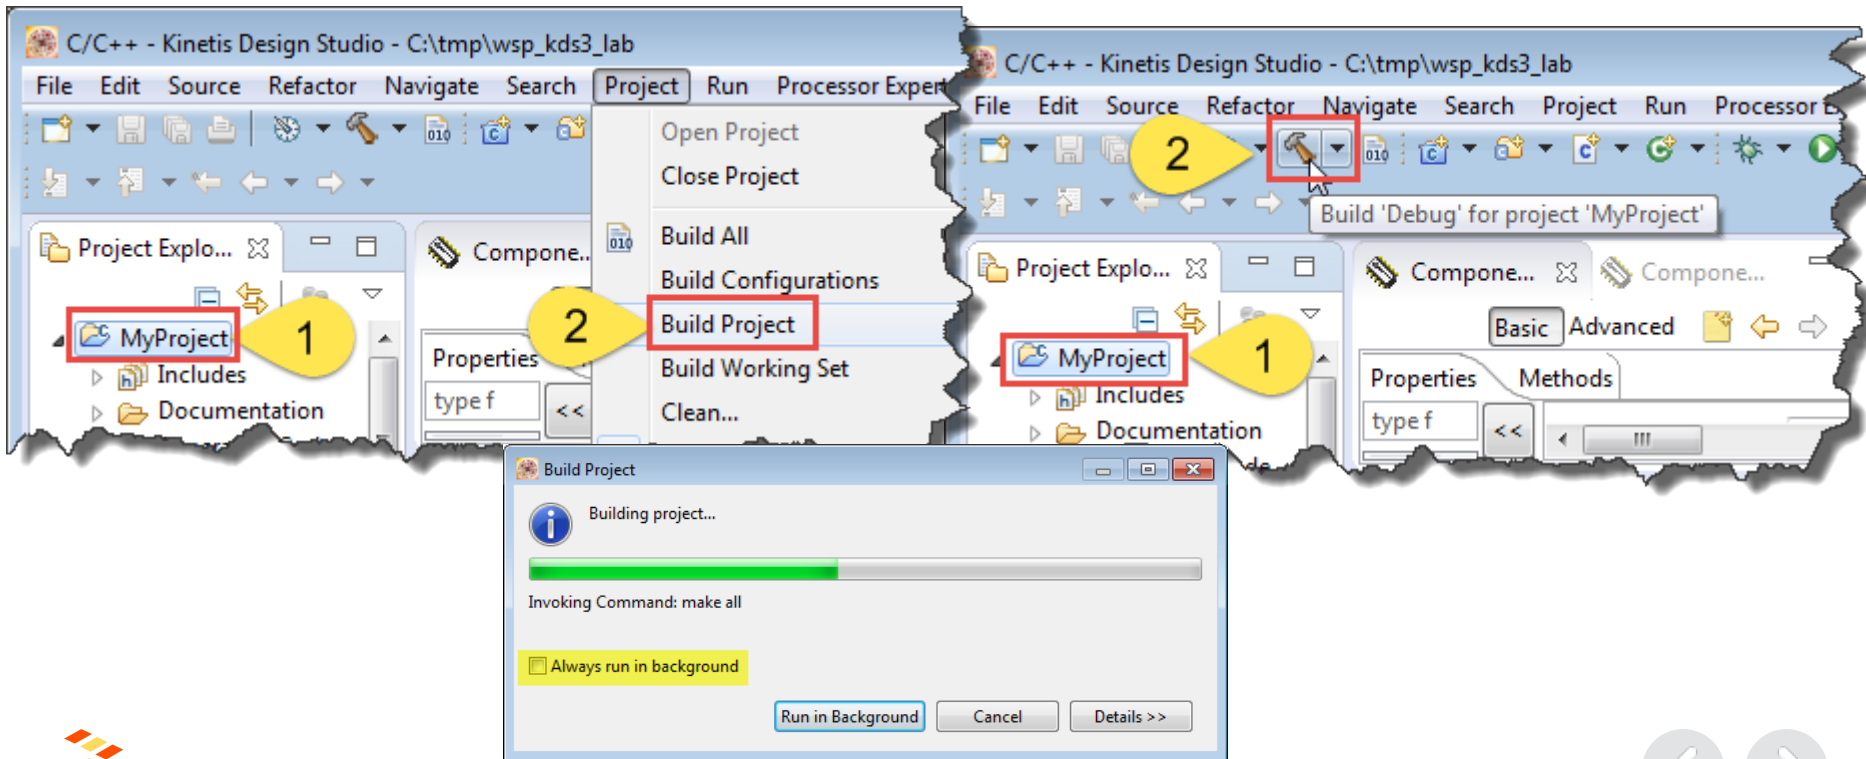 C/C++ - Kinetis Design Studio - C:\tmp\wsp_kds3_lab
File Edit Source Refactor Navigate Search Project Run Processor Expert
010
Open Project
Close Project
010
Build All
Build Configurations
Build Project
Build Working Set
Clean...
Project Explo...
Compone..
MyProject
1
2
Includes
Documentation
Properties
type f
<<
C/C++ - Kinetis Design Studio - C:\tmp\wsp_kds3_lab
File Edit Source Refactor Navigate Search Project Run Processor
2
010
Build 'Debug' for project 'MyProject'
Project Explo...
Compone...
Compone...
Basic
Advanced
MyProject
1
Includes
Documentation
Properties
Methods
type f
<<
Build Project
Building project...
Invoking Command: make all
Always run in background
Run in Background
Cancel
Details >>